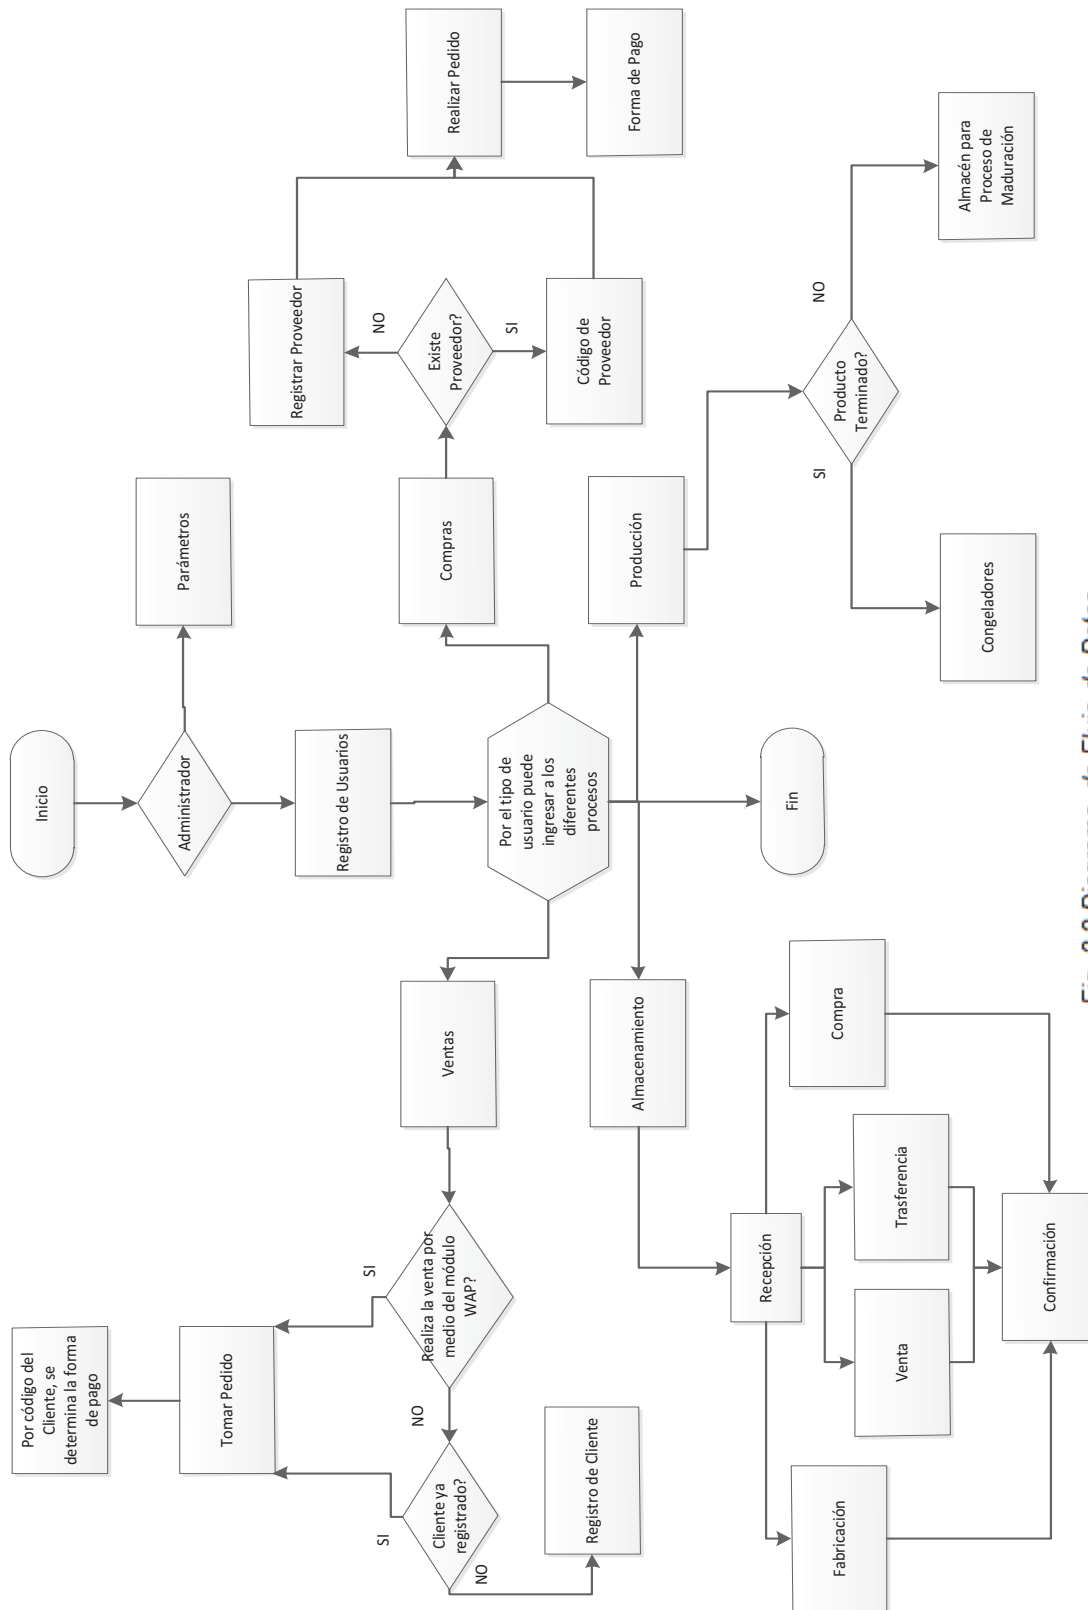 Inicio
Administrador
Parámetros
Registro de Usuarios
Por el tipo de
usuario puede
ingresar a los
diferentes
procesos
Fin
Compras
Existe
Proveedor?
NO
SI
Registrar Proveedor
Código de
Proveedor
Realizar Pedido
Forma de Pago
Producción
Producto
Terminado?
SI
NO
Congeladores
Almacén para
Proceso de
Maduración
Ventas
Realiza la venta por
medio del módulo
WAP?
SI
NO
Tomar Pedido
Por código del
Cliente, se
determina la forma
de pago
Cliente ya
registrado?
SI
NO
Registro de Cliente
Almacenamiento
Recepción
Fabricación
Venta
Trasferencia
Compra
Confirmación